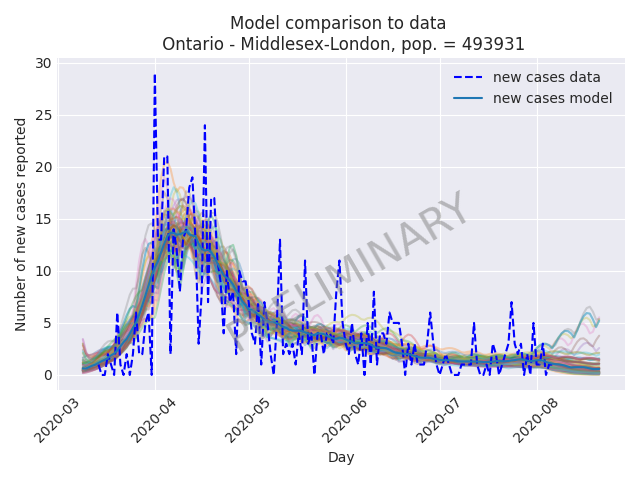 Model comparison to data
Ontario - Middlesex-London, pop. = 493931
30
25
20
15
10
5
0
Number of new cases reported
new cases data
new cases model
PRELIMINARY
2020-03
2020-04
2020-05
2020-06
2020-07
2020-08
Day